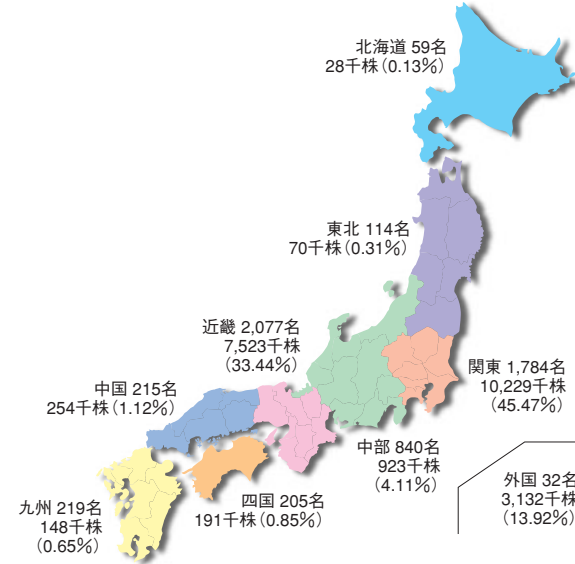 北海道 59名
28千株(0.13%)
東北 114名
70千株(0.31%)
近畿 2,077名
7,523千株
(33.44%)
関東 1,784名
10,229千株
(45.47%)
中国 215名
254千株(1.12%)
中部 840名
923千株
(4.11%)
外国 32名
3,132千株
(13.92%)
四国 205名
191千株(0.85%)
九州 219名
148千株
(0.65%)